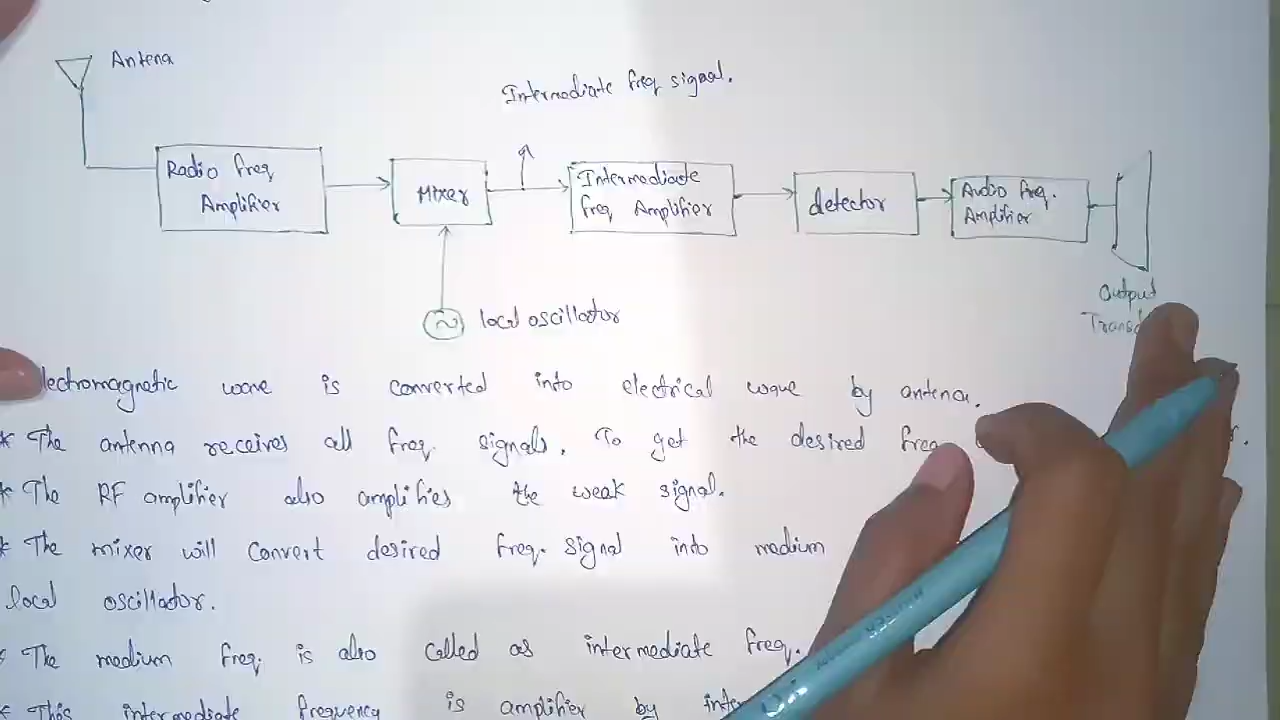 Antena
Intermediate freq signal.
Radio freq
Amplifier
Mixer
Intermediate
freq Amplifier
detector
Audio freq.
Amplifier
Output
local oscillator
lectromagnetic wave is converted into electrical wave by antena.
* The antenna receives all freq. signals. To get the desired freq
* The RF amplifier also amplifies the weak signal.
* The mixer will convert desired freq. signal into medium
local oscillator.
* The medium freq. is also called as intermediate freq.
* This intermediate frequency is amplifier by